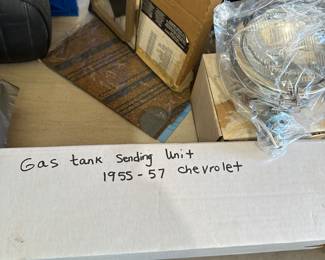 Gas tank Sending Unit
1955-57 Chevrolet